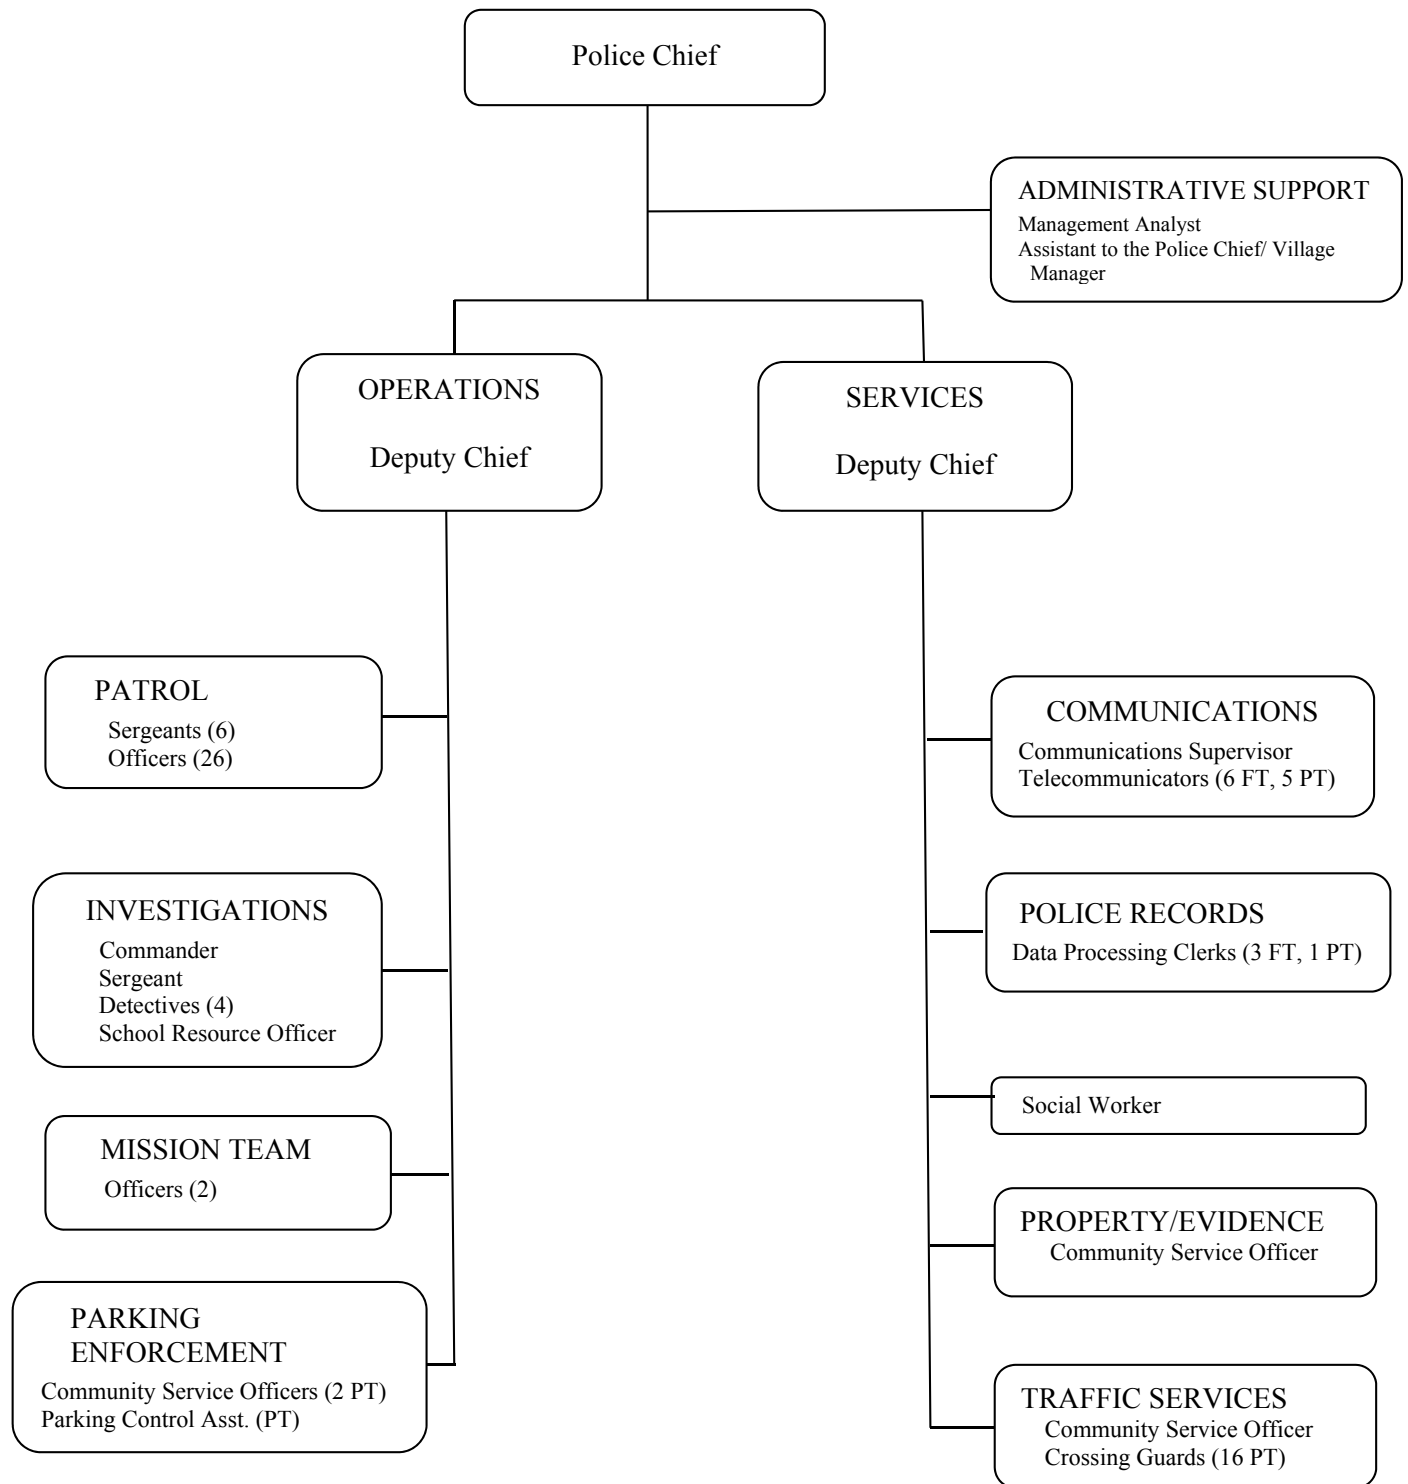 Police Chief
ADMINISTRATIVE SUPPORT
Management Analyst
Assistant to the Police Chief/ Village
Manager
OPERATIONS
Deputy Chief
SERVICES
Deputy Chief
PATROL
Sergeants (6)
Officers (26)
INVESTIGATIONS
Commander
Sergeant
Detectives (4)
School Resource Officer
MISSION TEAM
Officers (2)
PARKING
ENFORCEMENT
Community Service Officers (2 PT)
Parking Control Asst. (PT)
COMMUNICATIONS
Communications Supervisor
Telecommunicators (6 FT, 5 PT)
POLICE RECORDS
Data Processing Clerks (3 FT, 1 PT)
Social Worker
PROPERTY/EVIDENCE
Community Service Officer
TRAFFIC SERVICES
Community Service Officer
Crossing Guards (16 PT)